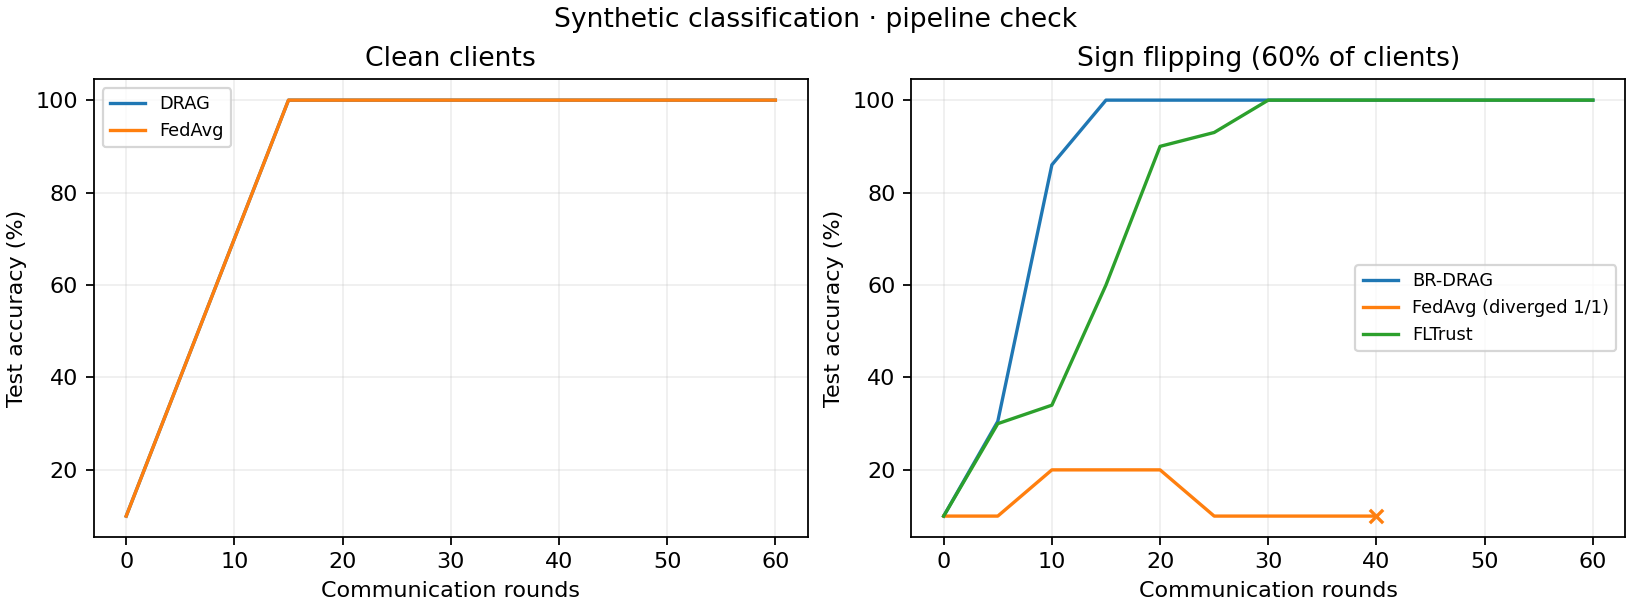 Synthetic classification · pipeline check
Clean clients
100
80
60
40
20
Test accuracy (%)
DRAG
FedAvg
0 10 20 30 40 50 60
Communication rounds
Sign flipping (60% of clients)
100
80
60
40
20
Test accuracy (%)
BR-DRAG
FedAvg (diverged 1/1)
FLTrust
0 10 20 30 40 50 60
Communication rounds